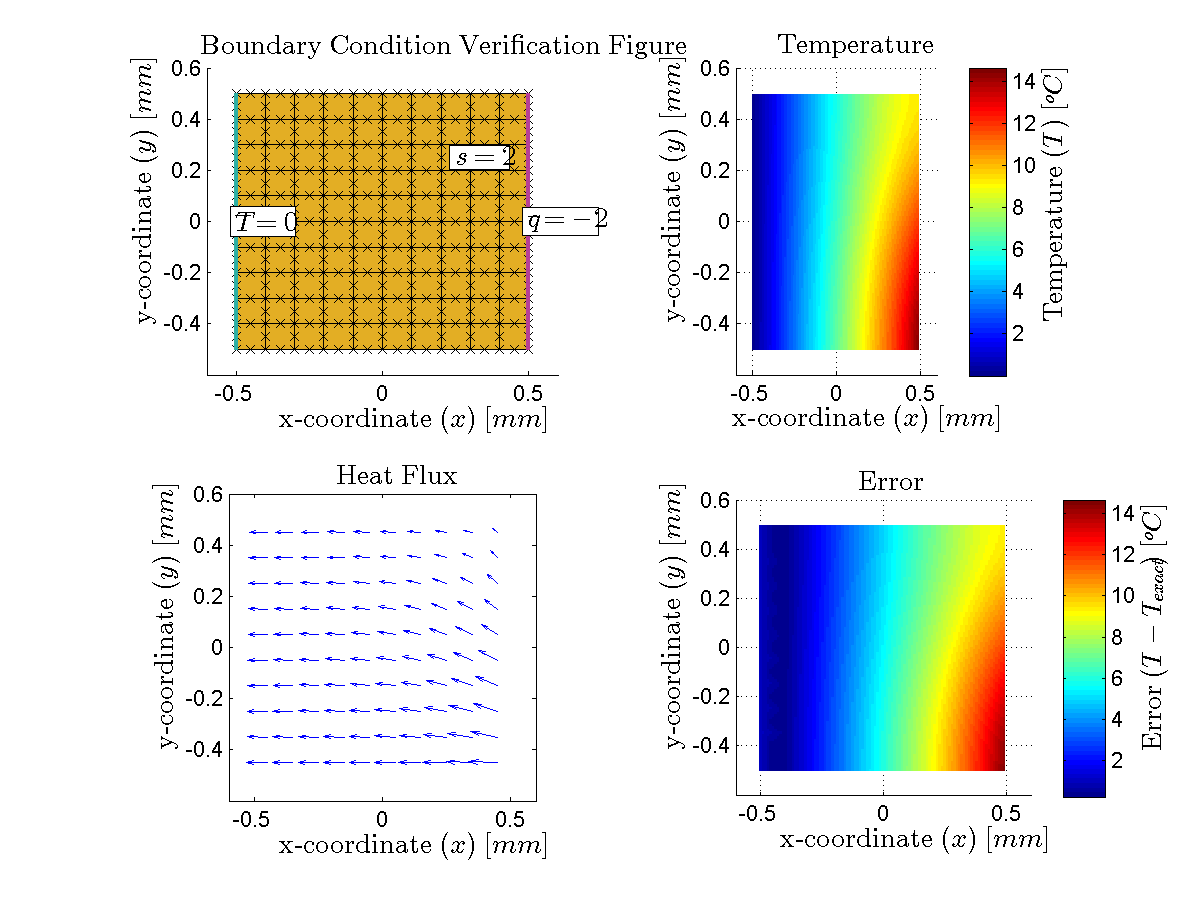 Boundary Condition Verification Figure
y-coordinate (y) [mm]
0.6
0.4
0.2
0
-0.2
-0.4
T = 0
s = 2
q = −2
-0.5
0
0.5
x-coordinate (x) [mm]
Temperature
y-coordinate (y) [mm]
0.6
0.4
0.2
0
-0.2
-0.4
-0.5
0
0.5
x-coordinate (x) [mm]
14
12
10
8
6
4
2
Temperature (T) [ºC]
Heat Flux
y-coordinate (y) [mm]
0.6
0.4
0.2
0
-0.2
-0.4
-0.5
0
0.5
x-coordinate (x) [mm]
Error
y-coordinate (y) [mm]
0.6
0.4
0.2
0
-0.2
-0.4
-0.5
0
0.5
x-coordinate (x) [mm]
14
12
10
8
6
4
2
Error (T − Texact) [ºC]